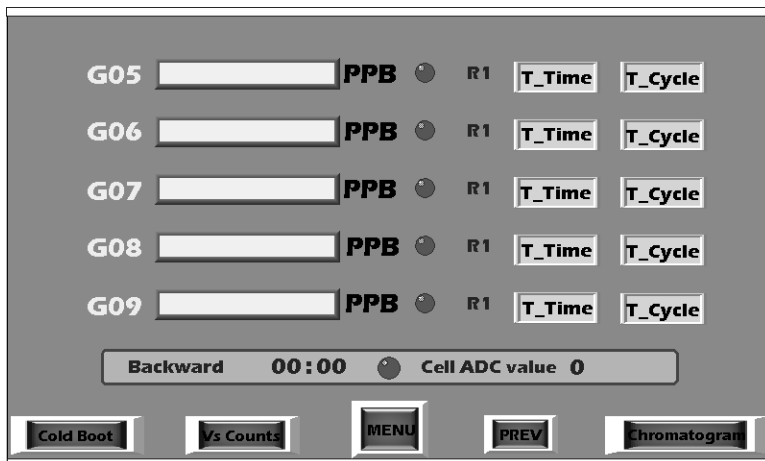 G05 PPB R1 T_Time T_Cycle
G06 PPB R1 T_Time T_Cycle
G07 PPB R1 T_Time T_Cycle
G08 PPB R1 T_Time T_Cycle
G09 PPB R1 T_Time T_Cycle
Backward 00:00 Cell ADC value 0
Cold Boot Vs Counts MENU PREV Chromatogram